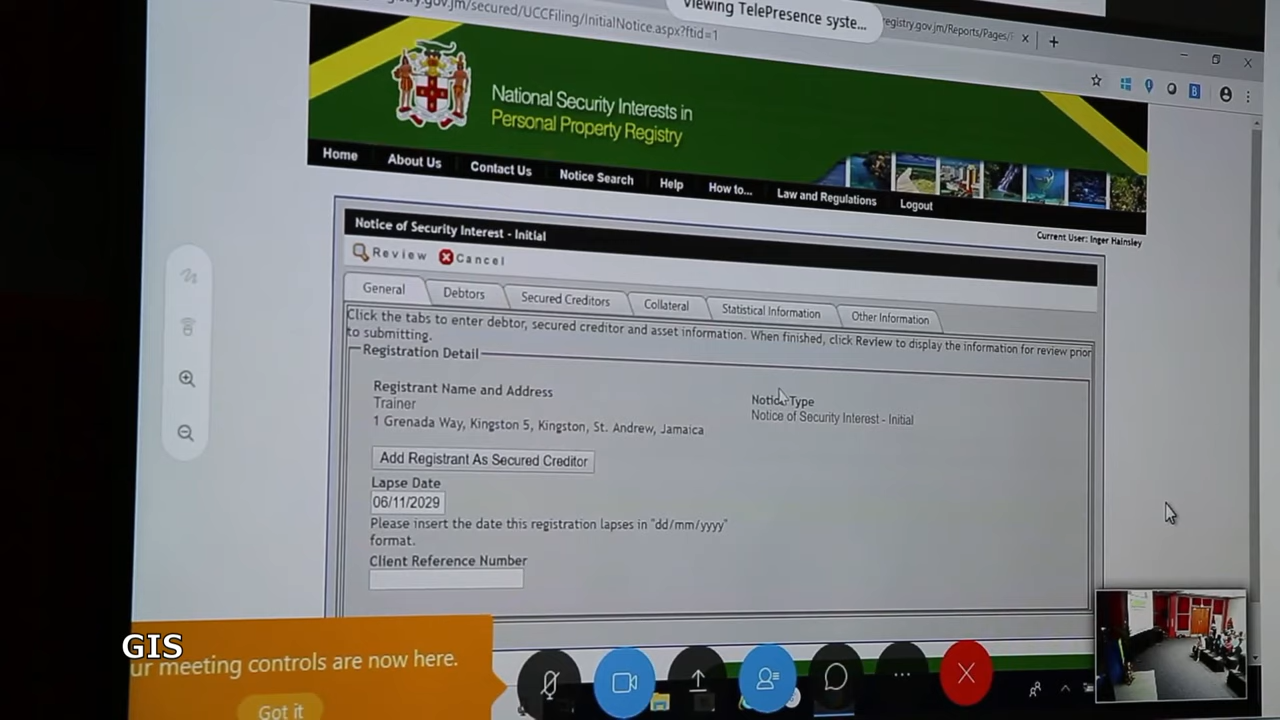 gov.jm/secured/UCCFiling/InitialNotice.aspx?ftid=1
Viewing TelePresence syste...
registry.gov.jm/Reports/Pages/
National Security Interests in
Personal Property Registry
Home About Us Contact Us Notice Search Help How to... Law and Regulations Logout
Current User: Inger Hainsley
Notice of Security Interest - Initial
Review Cancel
General Debtors Secured Creditors Collateral Statistical Information Other Information
Click the tabs to enter debtor, secured creditor and asset information. When finished, click Review to display the information for review prior
to submitting.
Registration Detail
Registrant Name and Address
Trainer
1 Grenada Way, Kingston 5, Kingston, St. Andrew, Jamaica
Notice Type
Notice of Security Interest - Initial
Add Registrant As Secured Creditor
Lapse Date
06/11/2029
Please insert the date this registration lapses in "dd/mm/yyyy"
format.
Client Reference Number
GIS
ur meeting controls are now here.
Got it